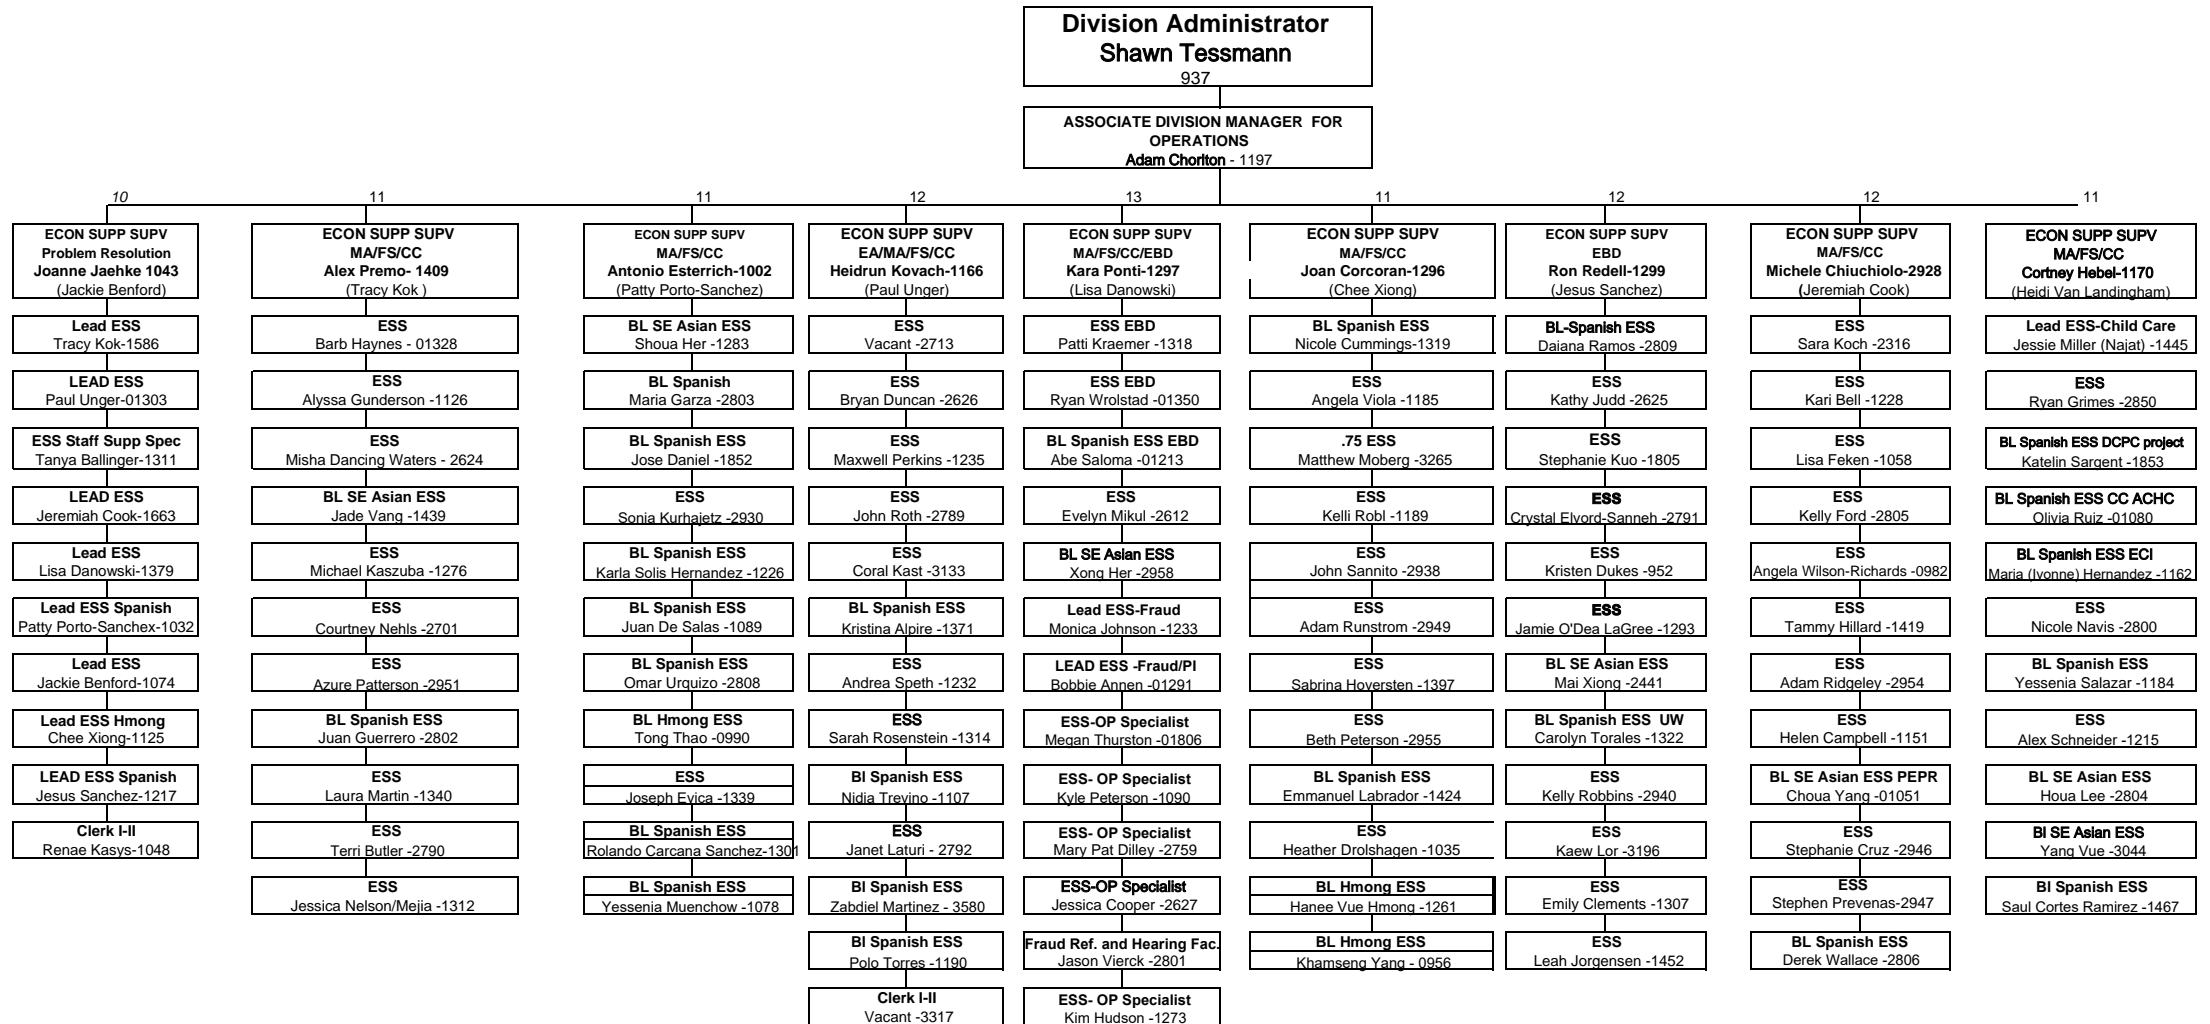 Division Administrator
Shawn Tessmann
937
ASSOCIATE DIVISION MANAGER FOR
OPERATIONS
Adam Chorlton - 1197
10
11
11
12
13
11
12
12
11
ECON SUPP SUPV
Problem Resolution
Joanne Jaehke 1043
(Jackie Benford)
Lead ESS
Tracy Kok-1586
LEAD ESS
Paul Unger-01303
ESS Staff Supp Spec
Tanya Ballinger-1311
LEAD ESS
Jeremiah Cook-1663
Lead ESS
Lisa Danowski-1379
Lead ESS Spanish
Patty Porto-Sanchex-1032
Lead ESS
Jackie Benford-1074
Lead ESS Hmong
Chee Xiong-1125
LEAD ESS Spanish
Jesus Sanchez-1217
Clerk I-II
Renae Kasys-1048
ECON SUPP SUPV
MA/FS/CC
Alex Premo- 1409
(Tracy Kok )
ESS
Barb Haynes - 01328
ESS
Alyssa Gunderson -1126
ESS
Misha Dancing Waters - 2624
BL SE Asian ESS
Jade Vang -1439
ESS
Michael Kaszuba -1276
ESS
Courtney Nehls -2701
ESS
Azure Patterson -2951
BL Spanish ESS
Juan Guerrero -2802
ESS
Laura Martin -1340
ESS
Terri Butler -2790
ESS
Jessica Nelson/Mejia -1312
ECON SUPP SUPV
MA/FS/CC
Antonio Esterrich-1002
(Patty Porto-Sanchez)
BL SE Asian ESS
Shoua Her -1283
BL Spanish
Maria Garza -2803
BL Spanish ESS
Jose Daniel -1852
ESS
Sonia Kurhajetz -2930
BL Spanish ESS
Karla Solis Hernandez -1226
BL Spanish ESS
Juan De Salas -1089
BL Spanish ESS
Omar Urquizo -2808
BL Hmong ESS
Tong Thao -0990
ESS
Joseph Evica -1339
BL Spanish ESS
Rolando Carcana Sanchez-1301
BL Spanish ESS
Yessenia Muenchow -1078
ECON SUPP SUPV
EA/MA/FS/CC
Heidrun Kovach-1166
(Paul Unger)
ESS
Vacant -2713
ESS
Bryan Duncan -2626
ESS
Maxwell Perkins -1235
ESS
John Roth -2789
ESS
Coral Kast -3133
BL Spanish ESS
Kristina Alpire -1371
ESS
Andrea Speth -1232
ESS
Sarah Rosenstein -1314
BI Spanish ESS
Nidia Trevino -1107
ESS
Janet Laturi - 2792
BI Spanish ESS
Zabdiel Martinez - 3580
BI Spanish ESS
Polo Torres -1190
Clerk I-II
Vacant -3317
ECON SUPP SUPV
MA/FS/CC/EBD
Kara Ponti-1297
(Lisa Danowski)
ESS EBD
Patti Kraemer -1318
ESS EBD
Ryan Wrolstad -01350
BL Spanish ESS EBD
Abe Saloma -01213
ESS
Evelyn Mikul -2612
BL SE Asian ESS
Xong Her -2958
Lead ESS-Fraud
Monica Johnson -1233
LEAD ESS -Fraud/PI
Bobbie Annen -01291
ESS-OP Specialist
Megan Thurston -01806
ESS- OP Specialist
Kyle Peterson -1090
ESS- OP Specialist
Mary Pat Dilley -2759
ESS-OP Specialist
Jessica Cooper -2627
Fraud Ref. and Hearing Fac.
Jason Vierck -2801
ESS- OP Specialist
Kim Hudson -1273
ECON SUPP SUPV
MA/FS/CC
Joan Corcoran-1296
(Chee Xiong)
BL Spanish ESS
Nicole Cummings-1319
ESS
Angela Viola -1185
.75 ESS
Matthew Moberg -3265
ESS
Kelli Robl -1189
ESS
John Sannito -2938
ESS
Adam Runstrom -2949
ESS
Sabrina Hoversten -1397
ESS
Beth Peterson -2955
BL Spanish ESS
Emmanuel Labrador -1424
ESS
Heather Drolshagen -1035
BL Hmong ESS
Hanee Vue Hmong -1261
BL Hmong ESS
Khamseng Yang - 0956
ECON SUPP SUPV
EBD
Ron Redell-1299
(Jesus Sanchez)
BL-Spanish ESS
Daiana Ramos -2809
ESS
Kathy Judd -2625
ESS
Stephanie Kuo -1805
ESS
Crystal Elvord-Sanneh -2791
ESS
Kristen Dukes -952
ESS
Jamie O'Dea LaGree -1293
BL SE Asian ESS
Mai Xiong -2441
BL Spanish ESS UW
Carolyn Torales -1322
ESS
Kelly Robbins -2940
ESS
Kaew Lor -3196
ESS
Emily Clements -1307
ESS
Leah Jorgensen -1452
ECON SUPP SUPV
MA/FS/CC
Michele Chiuchiolo-2928
(Jeremiah Cook)
ESS
Sara Koch -2316
ESS
Kari Bell -1228
ESS
Lisa Feken -1058
ESS
Kelly Ford -2805
ESS
Angela Wilson-Richards -0982
ESS
Tammy Hillard -1419
ESS
Adam Ridgeley -2954
ESS
Helen Campbell -1151
BL SE Asian ESS PEPR
Choua Yang -01051
ESS
Stephanie Cruz -2946
ESS
Stephen Prevenas-2947
BL Spanish ESS
Derek Wallace -2806
ECON SUPP SUPV
MA/FS/CC
Cortney Hebel-1170
(Heidi Van Landingham)
Lead ESS-Child Care
Jessie Miller (Najat) -1445
ESS
Ryan Grimes -2850
BL Spanish ESS DCPC project
Katelin Sargent -1853
BL Spanish ESS CC ACHC
Olivia Ruiz -01080
BL Spanish ESS ECI
Maria (Ivonne) Hernandez -1162
ESS
Nicole Navis -2800
BL Spanish ESS
Yessenia Salazar -1184
ESS
Alex Schneider -1215
BL SE Asian ESS
Houa Lee -2804
BI SE Asian ESS
Yang Vue -3044
BI Spanish ESS
Saul Cortes Ramirez -1467